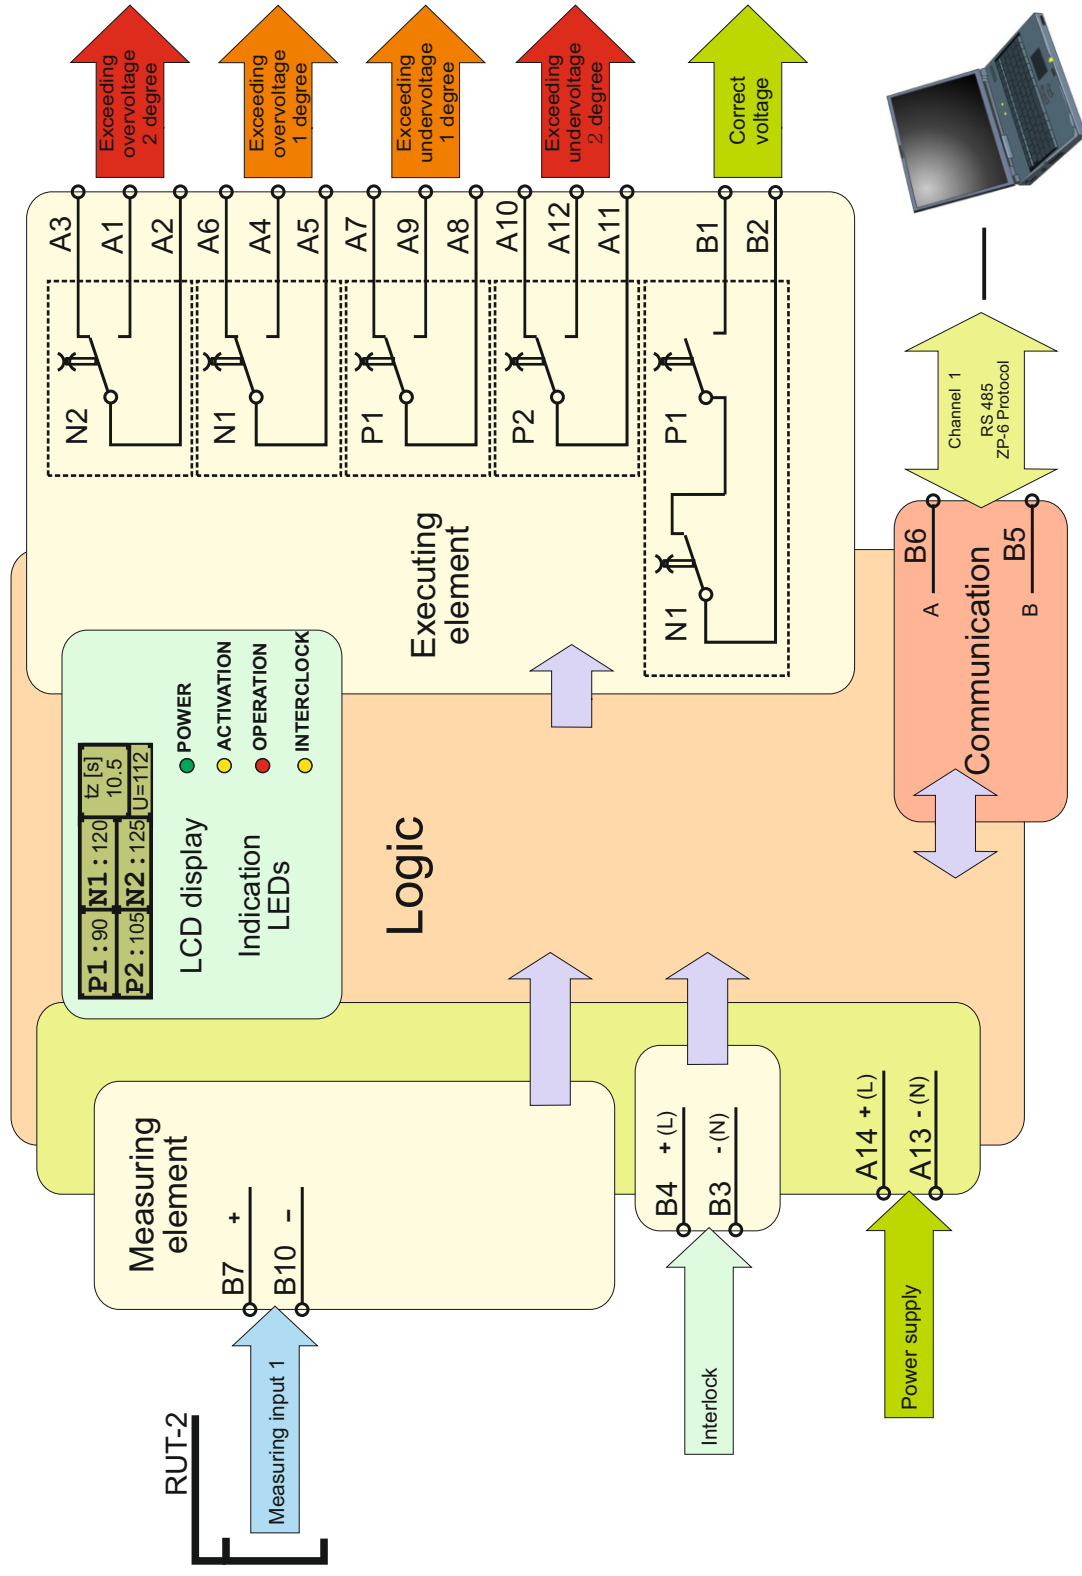 RUT-2
Measuring input 1
Measuring
element
B7 +
B10 –
Interlock
B4 + (L)
B3 - (N)
Power supply
A14 + (L)
A13 - (N)
P1:90
N1:120
tz [s]
10.5
P2:105
N2:125
U=112
LCD display
Indication
LEDs
POWER
ACTIVATION
OPERATION
INTERCLOCK
Logic
Executing
element
N2
A3
A1
A2
Exceeding
overvoltage
2 degree
N1
A6
A4
A5
Exceeding
overvoltage
1 degree
P1
A7
A9
A8
Exceeding
undervoltage
1 degree
P2
A10
A12
A11
Exceeding
undervoltage
2 degree
N1
P1
B1
B2
Correct
voltage
Communication
A
B6
B
B5
Channel 1
RS 485
ZP-6 Protocol